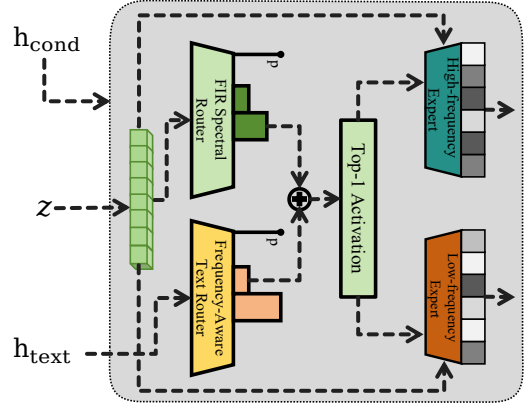 h_cond
z
h_text
FIR Spectral
Router
p
Frequency-Aware
Text Router
p
Top-1 Activation
High-frequency
Expert
Low-frequency
Expert